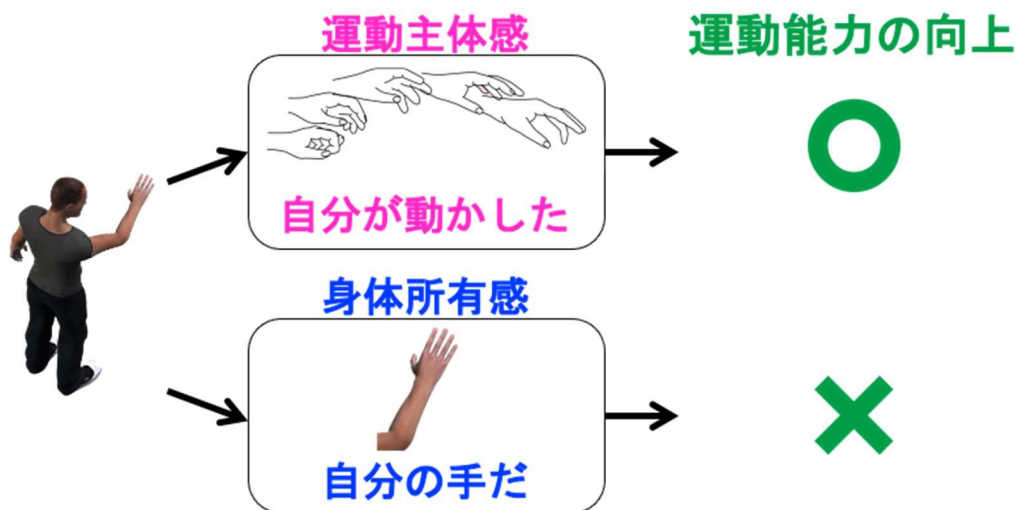 運動主体感
自分が動かした
身体所有感
自分の手だ
運動能力の向上